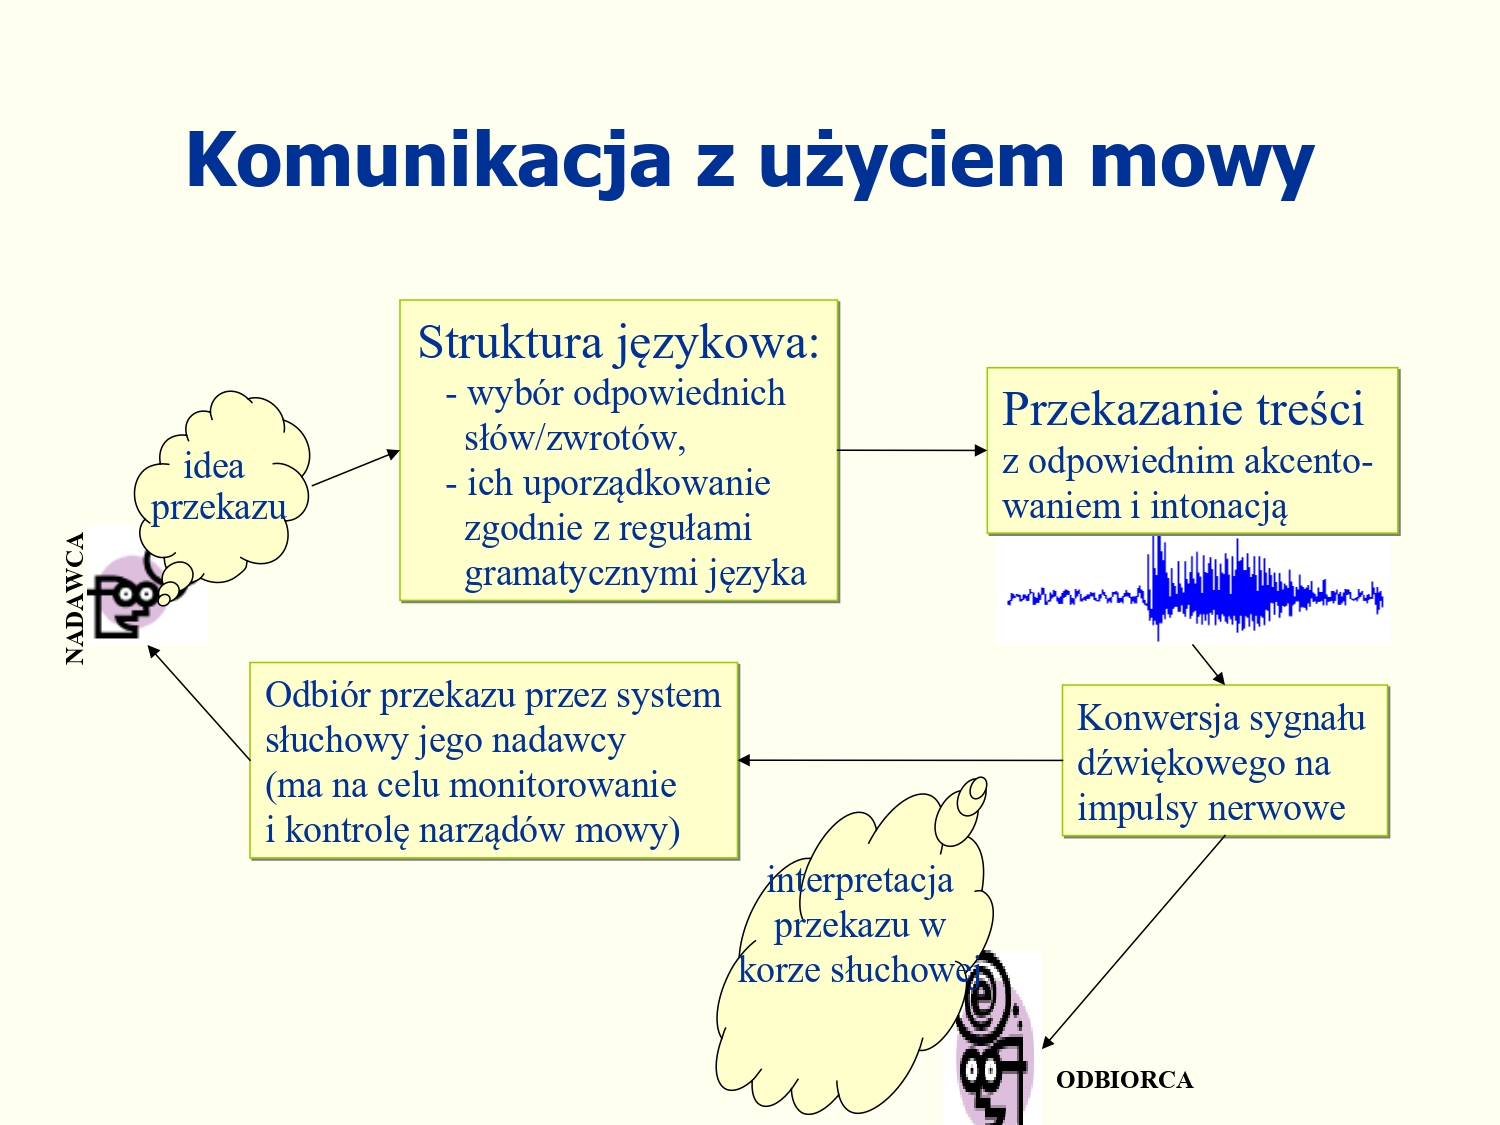 Komunikacja z użyciem mowy
NADAWCA
idea
przekazu
Struktura językowa:
- wybór odpowiednich
słów/zwrotów,
- ich uporządkowanie
zgodnie z regułami
gramatycznymi języka
Przekazanie treści
z odpowiednim akcento-
waniem i intonacją
Konwersja sygnału
dźwiękowego na
impulsy nerwowe
Odbiór przekazu przez system
słuchowy jego nadawcy
(ma na celu monitorowanie
i kontrolę narządów mowy)
interpretacja
przekazu w
korze słuchowej
ODBIORCA